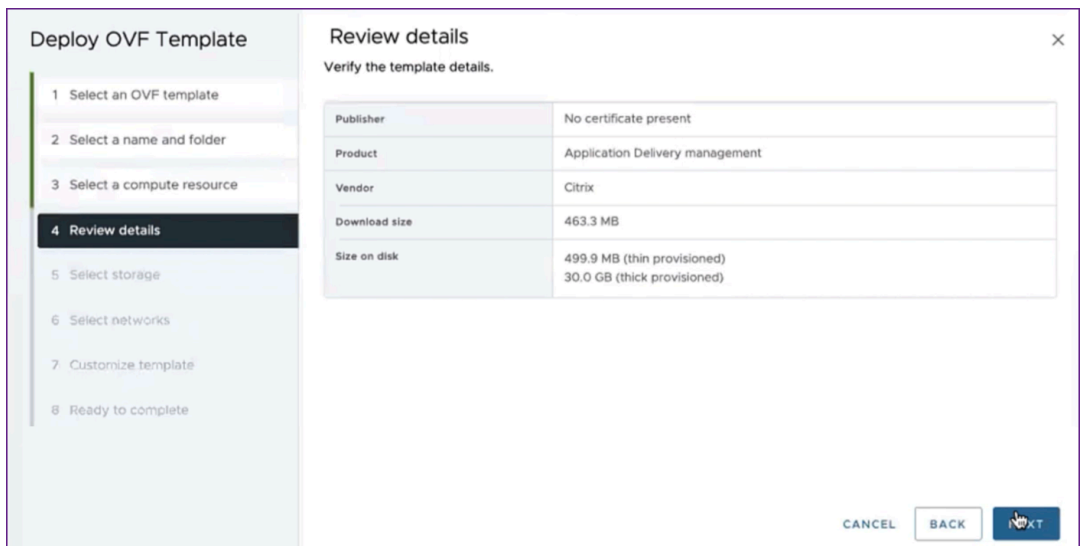 Deploy OVF Template
1 Select an OVF template
2 Select a name and folder
3 Select a compute resource
4 Review details
5 Select storage
6 Select networks
7 Customize template
8 Ready to complete
Review details
Verify the template details.
Publisher No certificate present
Product Application Delivery management
Vendor Citrix
Download size 463.3 MB
Size on disk 499.9 MB (thin provisioned)
30.0 GB (thick provisioned)
CANCEL BACK NEXT